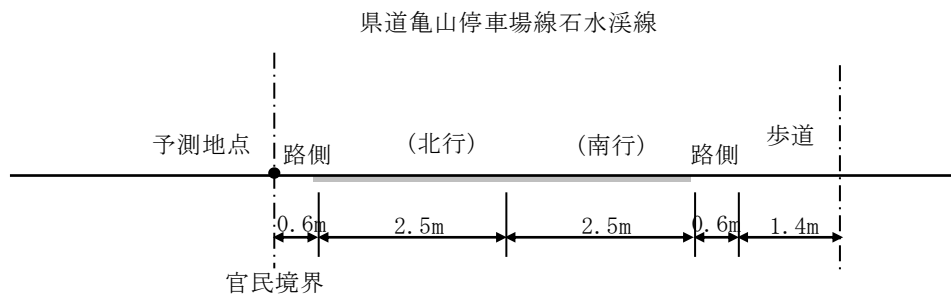 県道亀山停車場線石水渓線
予測地点 路側 (北行) (南行) 路側 歩道
0.6m 2.5m 2.5m 0.6m 1.4m
官民境界